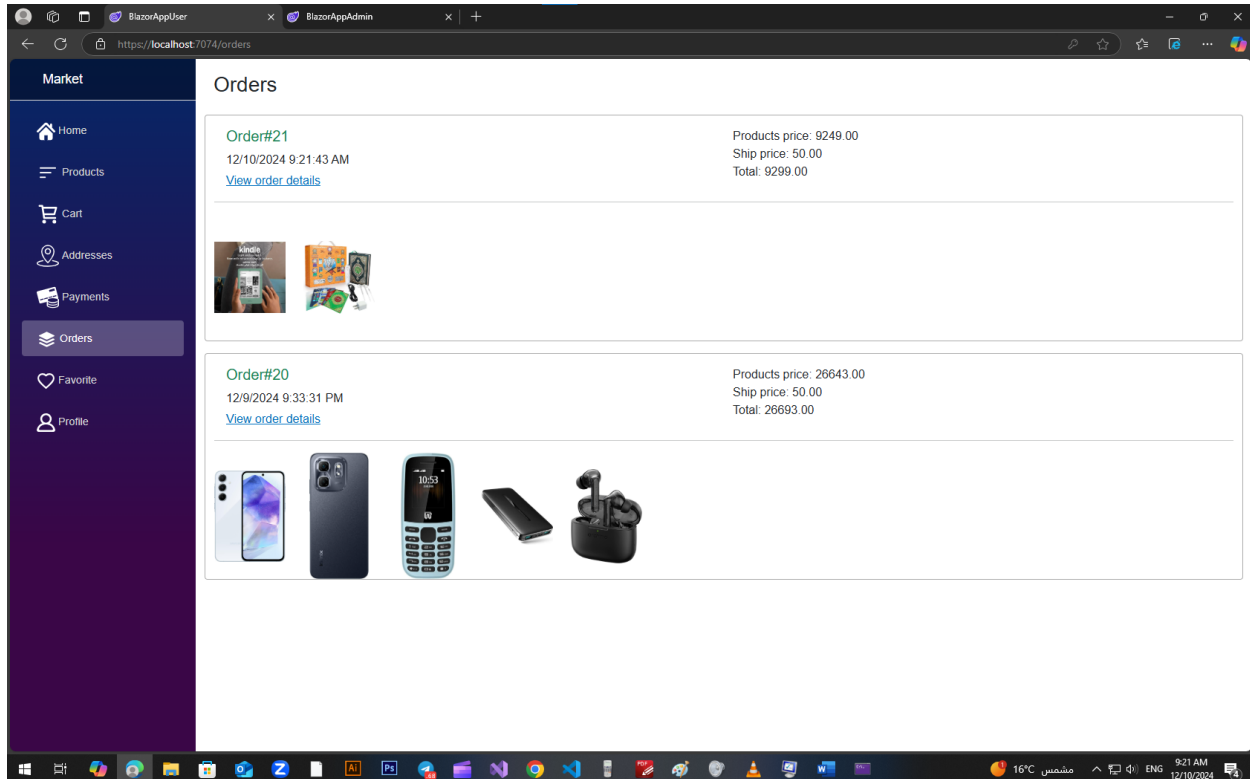 BlazorAppUser
BlazorAppAdmin
https://localhost:7074/orders
Market
Orders
Home
Products
Cart
Addresses
Payments
Orders
Favorite
Profile
Order#21
12/10/2024 9:21:43 AM
View order details
Products price: 9249.00
Ship price: 50.00
Total: 9299.00
kindle
Order#20
12/9/2024 9:33:31 PM
View order details
Products price: 26643.00
Ship price: 50.00
Total: 26693.00
10:53
Z
Ai
Ps
PDF
W
16°C مشمس
ENG
9:21 AM
12/10/2024